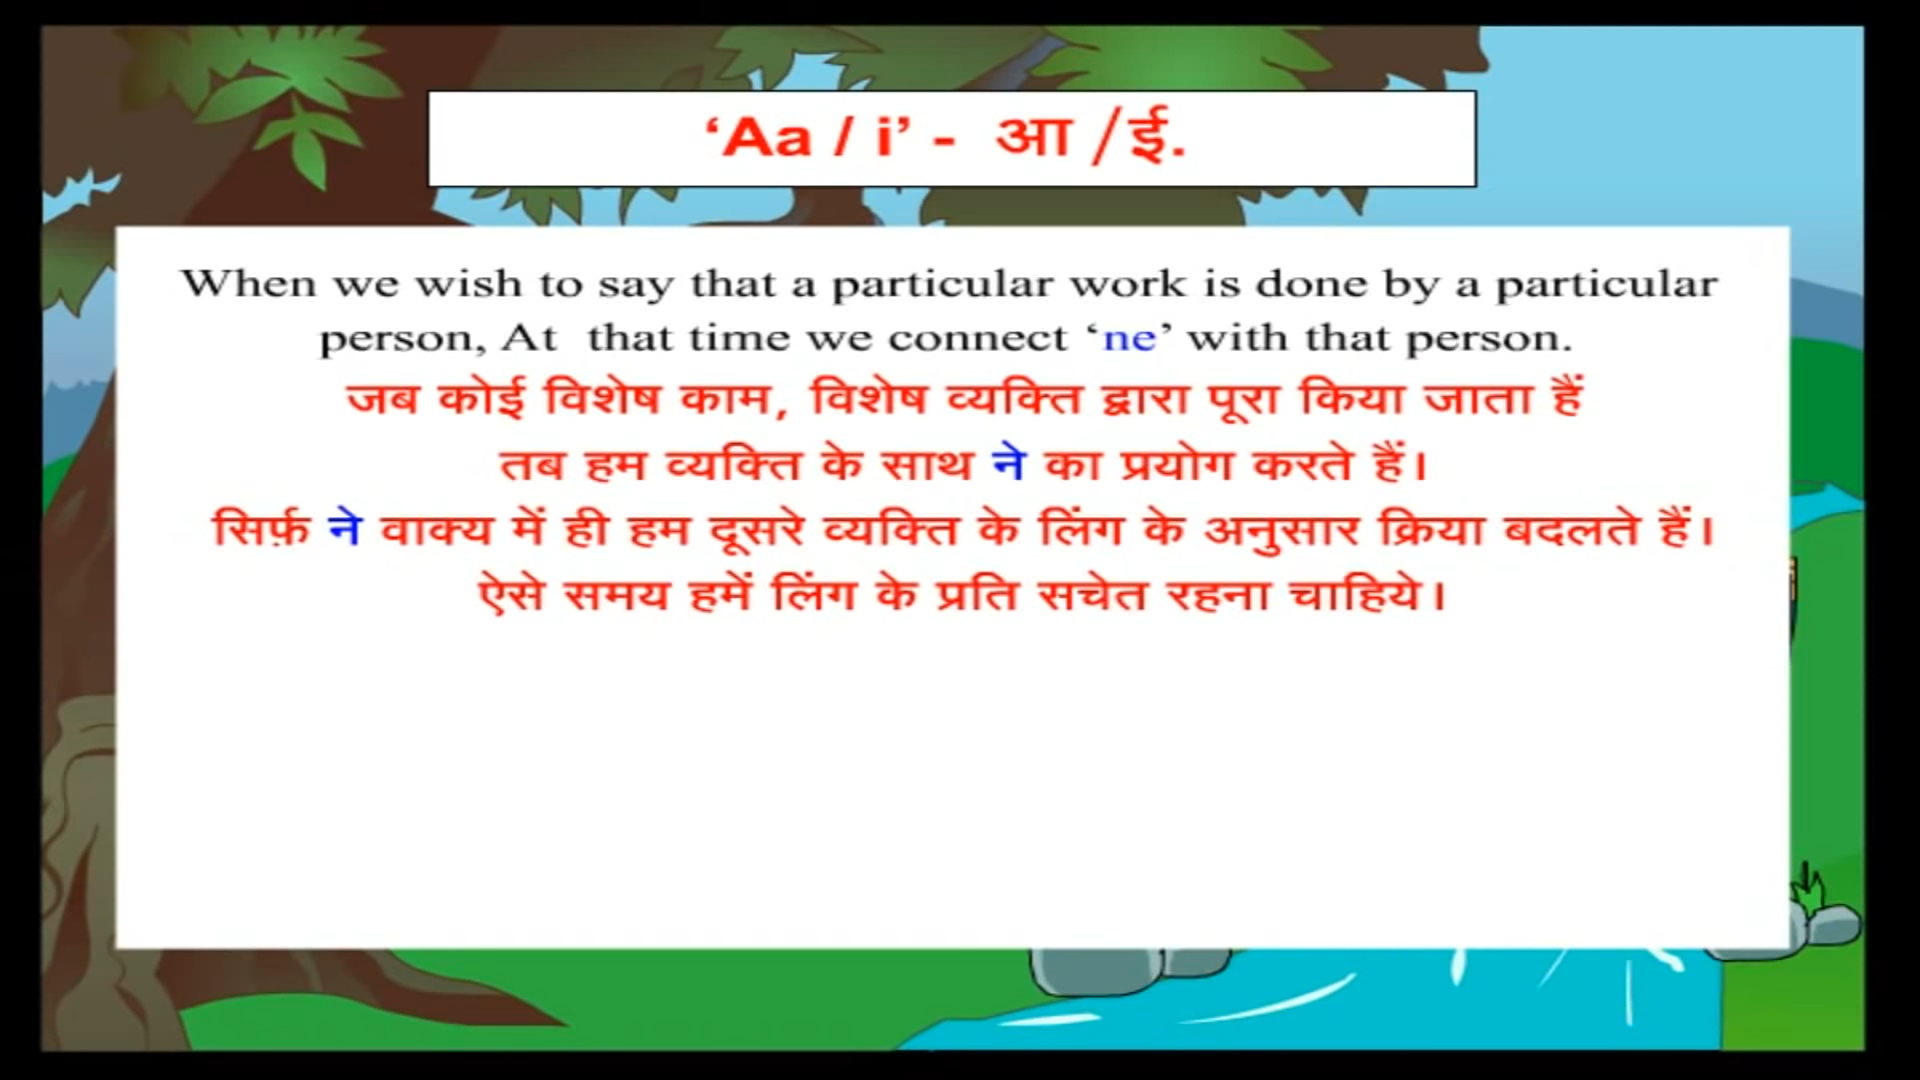 ‘Aa / i’ - आ /ई.
When we wish to say that a particular work is done by a particular
person, At that time we connect ‘ne’ with that person.
जब कोई विशेष काम, विशेष व्यक्ति द्वारा पूरा किया जाता हैं
तब हम व्यक्ति के साथ ने का प्रयोग करते हैं।
सिर्फ़ ने वाक्य में ही हम दूसरे व्यक्ति के लिंग के अनुसार क्रिया बदलते हैं।
ऐसे समय हमें लिंग के प्रति सचेत रहना चाहिये।